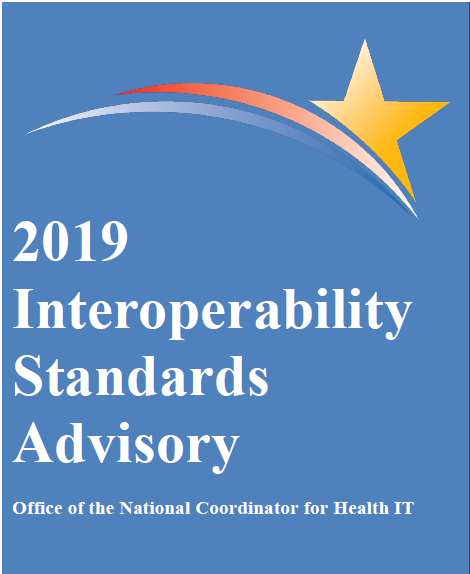 2019
Interoperability
Standards
Advisory
Office of the National Coordinator for Health IT